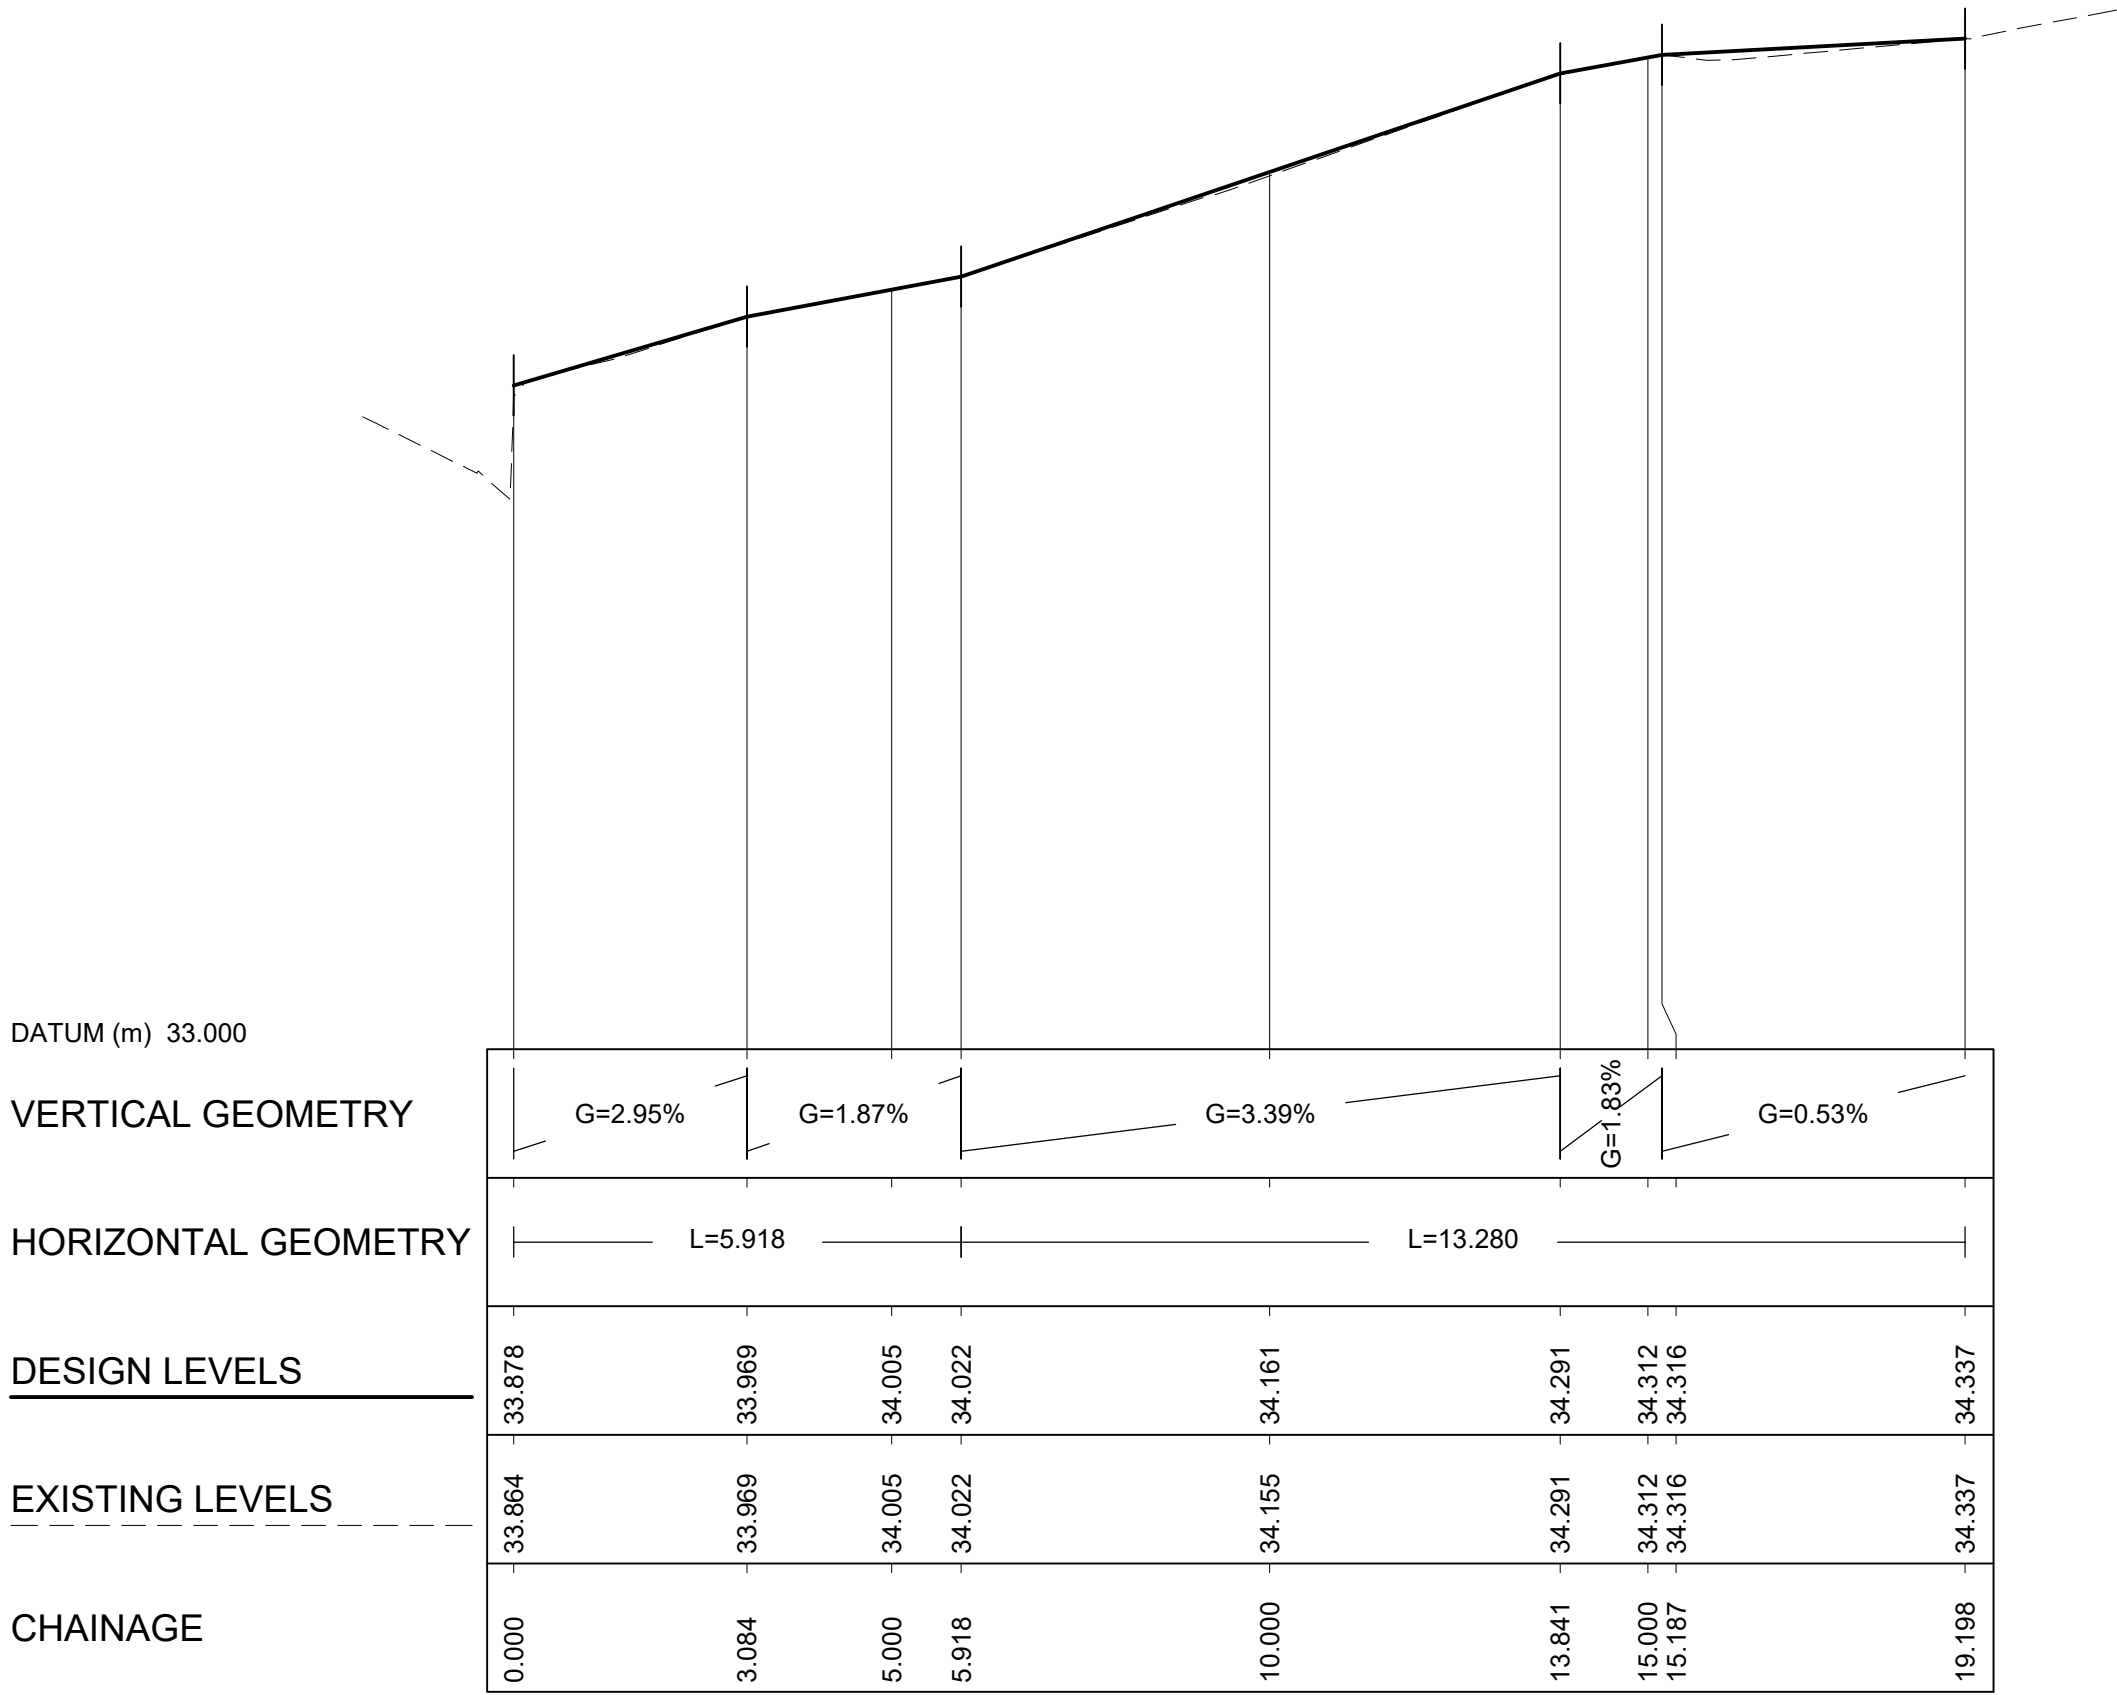 DATUM (m) 33.000
VERTICAL GEOMETRY
G=2.95%
G=1.87%
G=3.39%
G=1.83%
G=0.53%
HORIZONTAL GEOMETRY
L=5.918
L=13.280
DESIGN LEVELS
33.878
33.969
34.005
34.022
34.161
34.291
34.312
34.316
34.337
EXISTING LEVELS
33.864
33.969
34.005
34.022
34.155
34.291
34.312
34.316
34.337
CHAINAGE
0.000
3.084
5.000
5.918
10.000
13.841
15.000
15.187
19.198